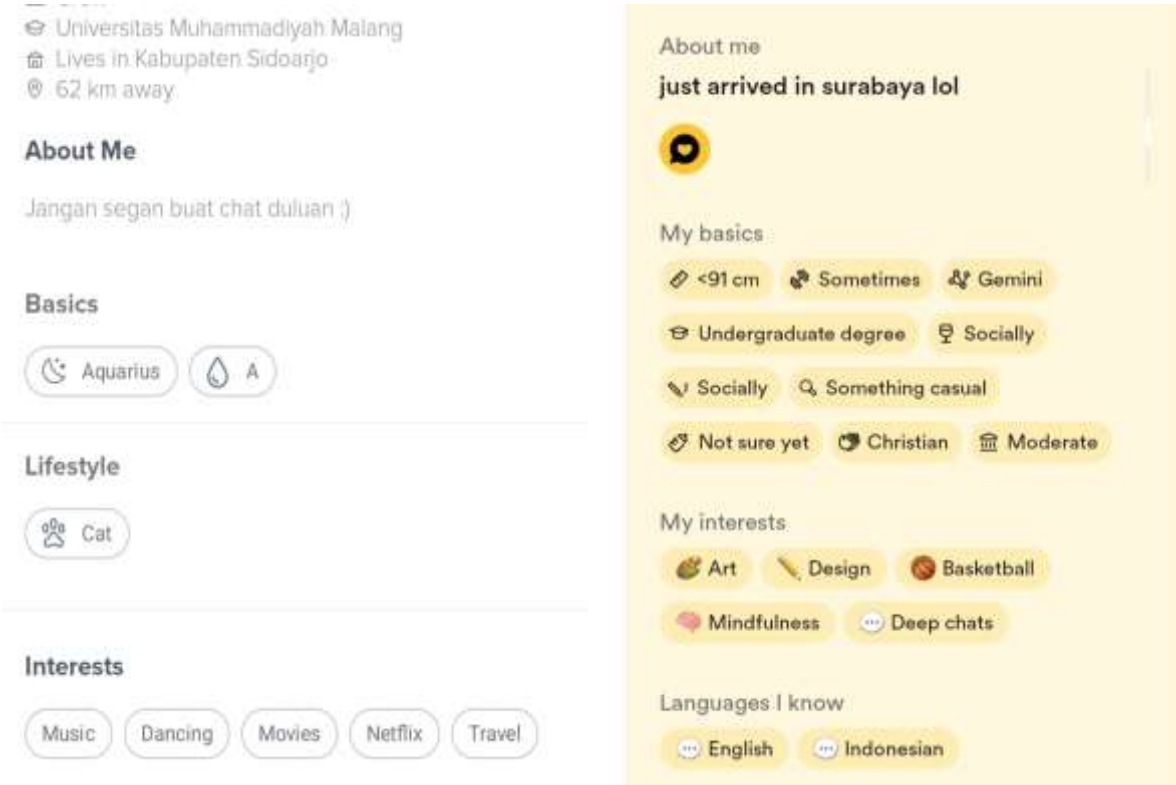 Universitas Muhammadiyah Malang
Lives in Kabupaten Sidoarjo
62 km away
About Me
Jangan segan buat chat duluan :)
Basics
Aquarius A
Lifestyle
Cat
Interests
Music Dancing Movies Netflix Travel
About me
just arrived in surabaya lol
My basics
<91 cm Sometimes Gemini
Undergraduate degree Socially
Socially Something casual
Not sure yet Christian Moderate
My interests
Art Design Basketball
Mindfulness Deep chats
Languages I know
English Indonesian